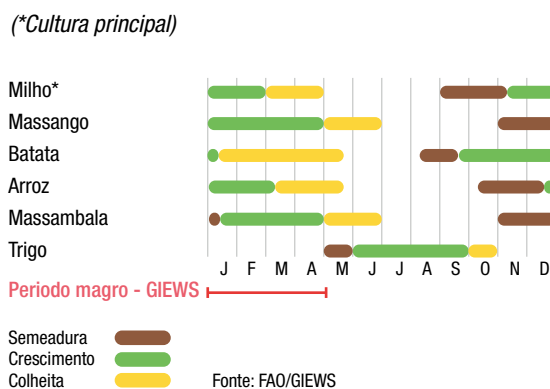 (*Cultura principal)
Milho*
Massango
Batata
Arroz
Massambala
Trigo
J F M A M J J A S O N D
Periodo magro - GIEWS
Semeadura
Crescimento
Colheita
Fonte: FAO/GIEWS